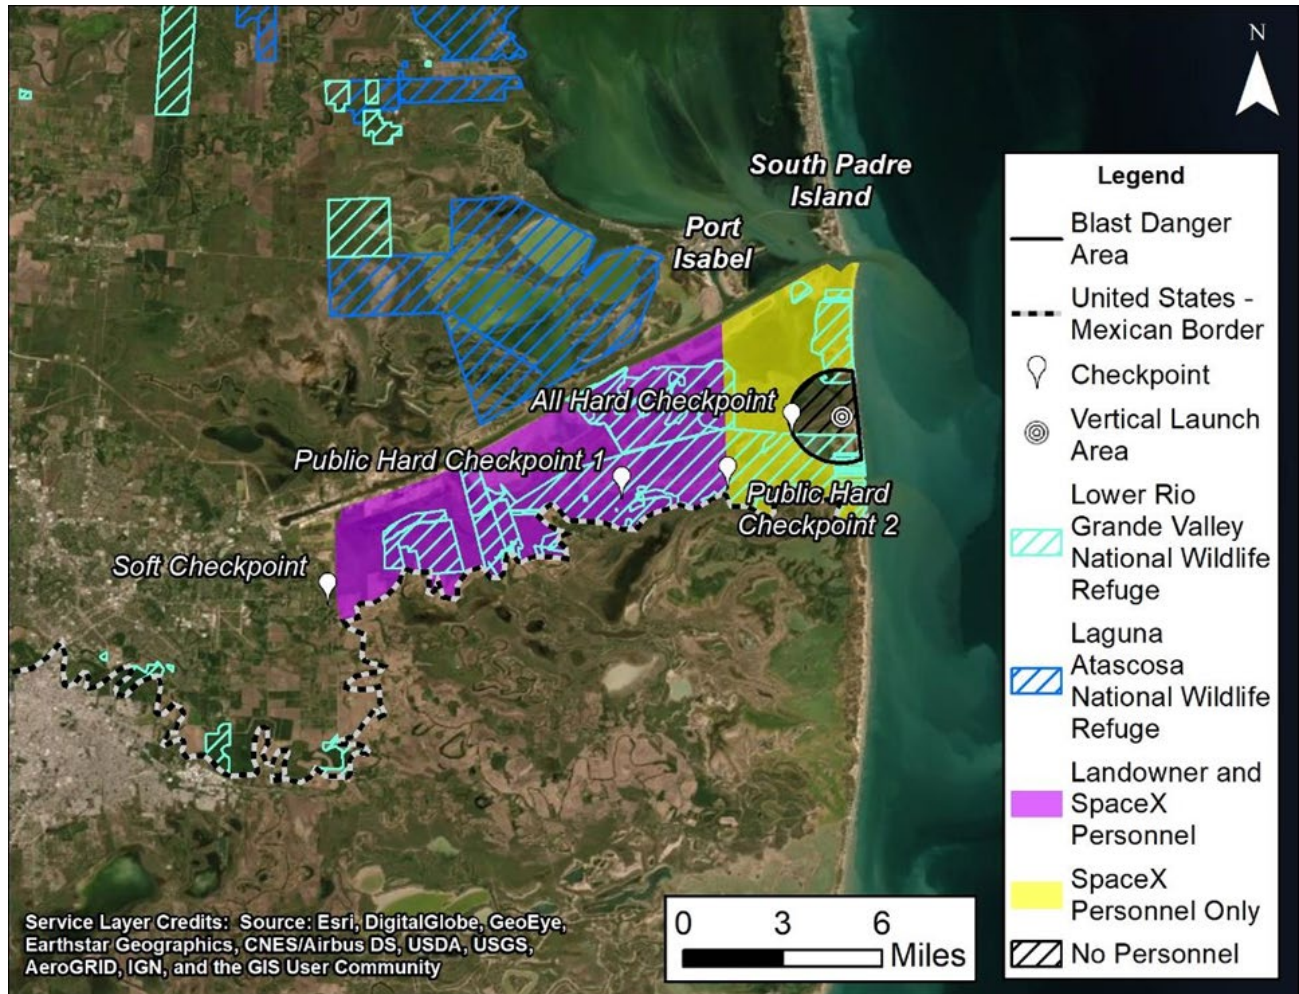 N
South Padre
Island
Port
Isabel
All Hard Checkpoint
Public Hard Checkpoint 1
Public Hard
Checkpoint 2
Soft Checkpoint
Legend
Blast Danger
Area
United States -
Mexican Border
Checkpoint
Vertical Launch
Area
Lower Rio
Grande Valley
National Wildlife
Refuge
Laguna
Atascosa
National Wildlife
Refuge
Landowner and
SpaceX
Personnel
SpaceX
Personnel Only
No Personnel
0 3 6
Miles
Service Layer Credits: Source: Esri, DigitalGlobe, GeoEye,
Earthstar Geographics, CNES/Airbus DS, USDA, USGS,
AeroGRID, IGN, and the GIS User Community